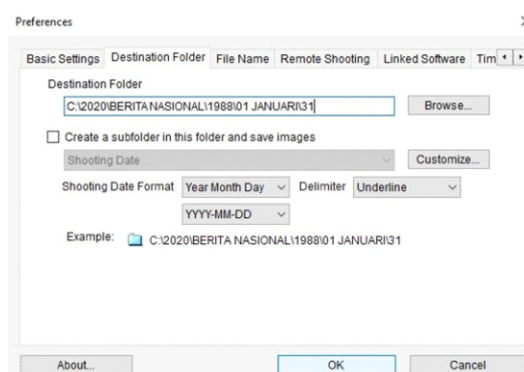 Preferences
Basic Settings Destination Folder File Name Remote Shooting Linked Software Tim
Destination Folder
C:\2020\BERITA NASIONAL\1988\01 JANUARI\31 Browse...
Create a subfolder in this folder and save images
Shooting Date Customize...
Shooting Date Format Year Month Day Delimiter Underline
YYYY-MM-DD
Example: C:\2020\BERITA NASIONAL\1988\01 JANUARI\31
About... OK Cancel